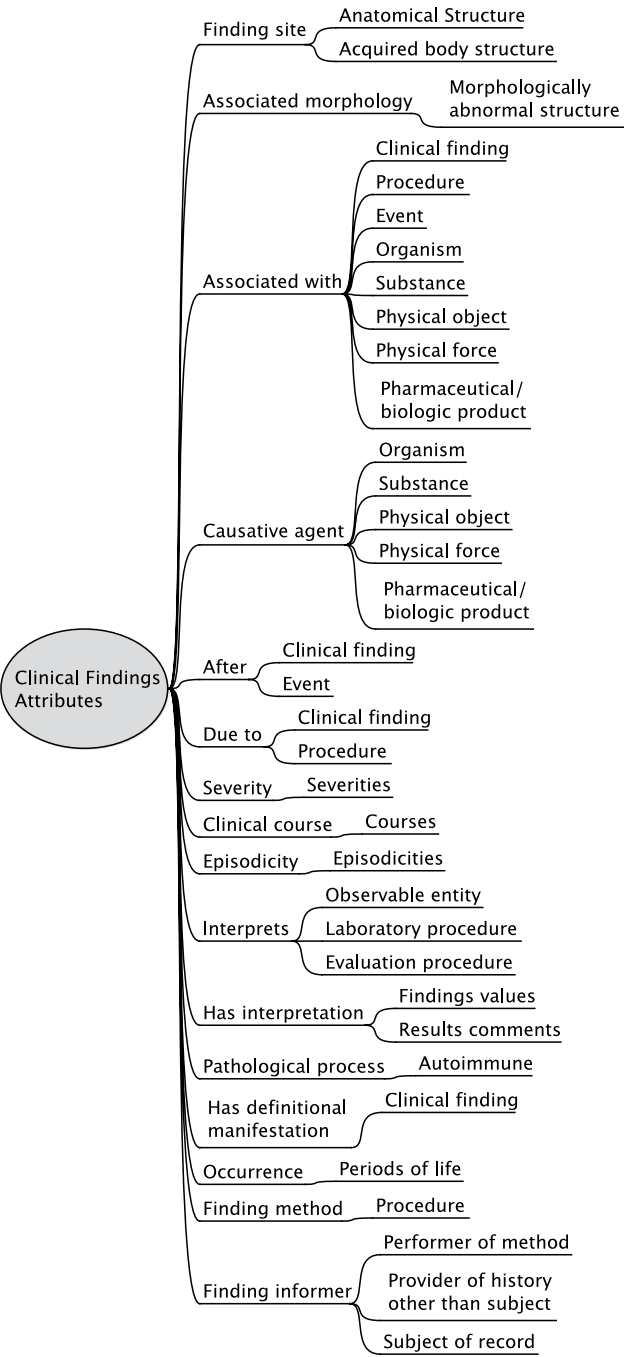 Clinical Findings
Attributes
Finding site
Anatomical Structure
Acquired body structure
Associated morphology
Morphologically
abnormal structure
Associated with
Clinical finding
Procedure
Event
Organism
Substance
Physical object
Physical force
Pharmaceutical/
biologic product
Causative agent
Organism
Substance
Physical object
Physical force
Pharmaceutical/
biologic product
After
Clinical finding
Event
Due to
Clinical finding
Procedure
Severity
Severities
Clinical course
Courses
Episodicity
Episodicities
Interprets
Observable entity
Laboratory procedure
Evaluation procedure
Has interpretation
Findings values
Results comments
Pathological process
Autoimmune
Has definitional
manifestation
Clinical finding
Occurrence
Periods of life
Finding method
Procedure
Finding informer
Performer of method
Provider of history
other than subject
Subject of record